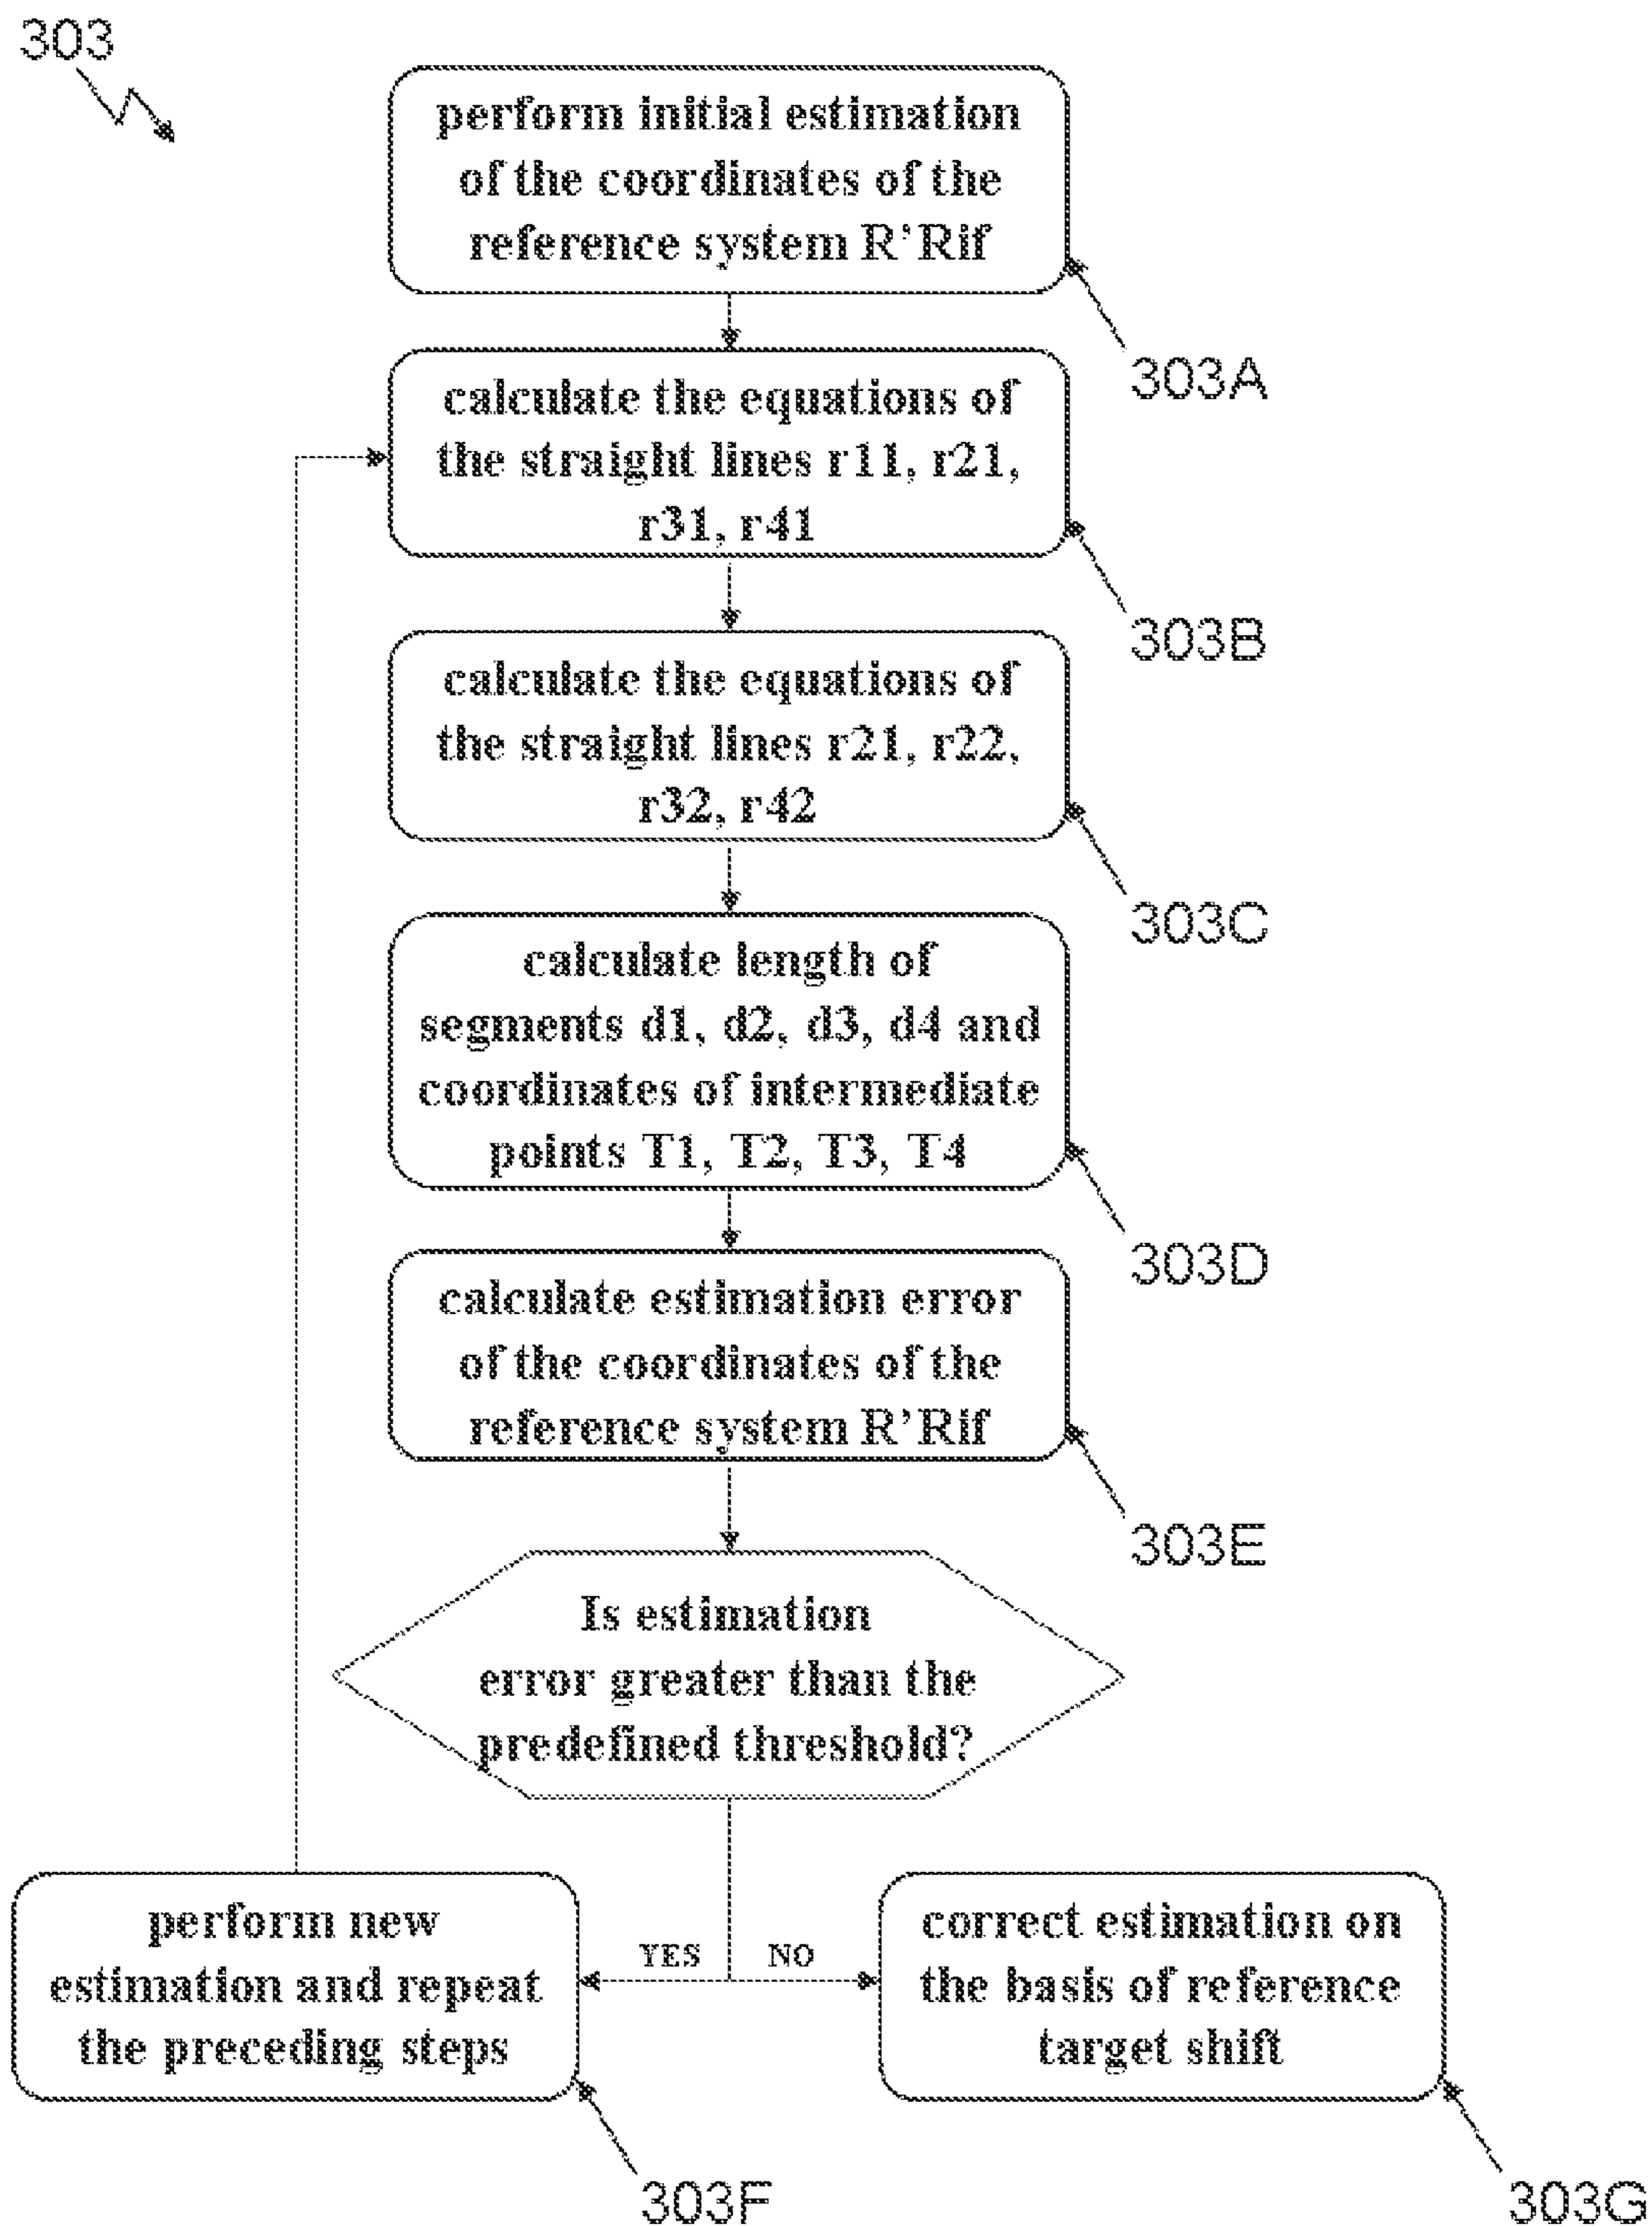 303
perform initial estimation
of the coordinates of the
reference system R'Rif
303A
calculate the equations of
the straight lines r11, r21,
r31, r41
303B
calculate the equations of
the straight lines r21, r22,
r32, r42
303C
calculate length of
segments d1, d2, d3, d4 and
coordinates of intermediate
points T1, T2, T3, T4
303D
calculate estimation error
of the coordinates of the
reference system R'Rif
303E
Is estimation
error greater than the
predefined threshold?
YES
NO
perform new
estimation and repeat
the preceding steps
303F
correct estimation on
the basis of reference
target shift
303G